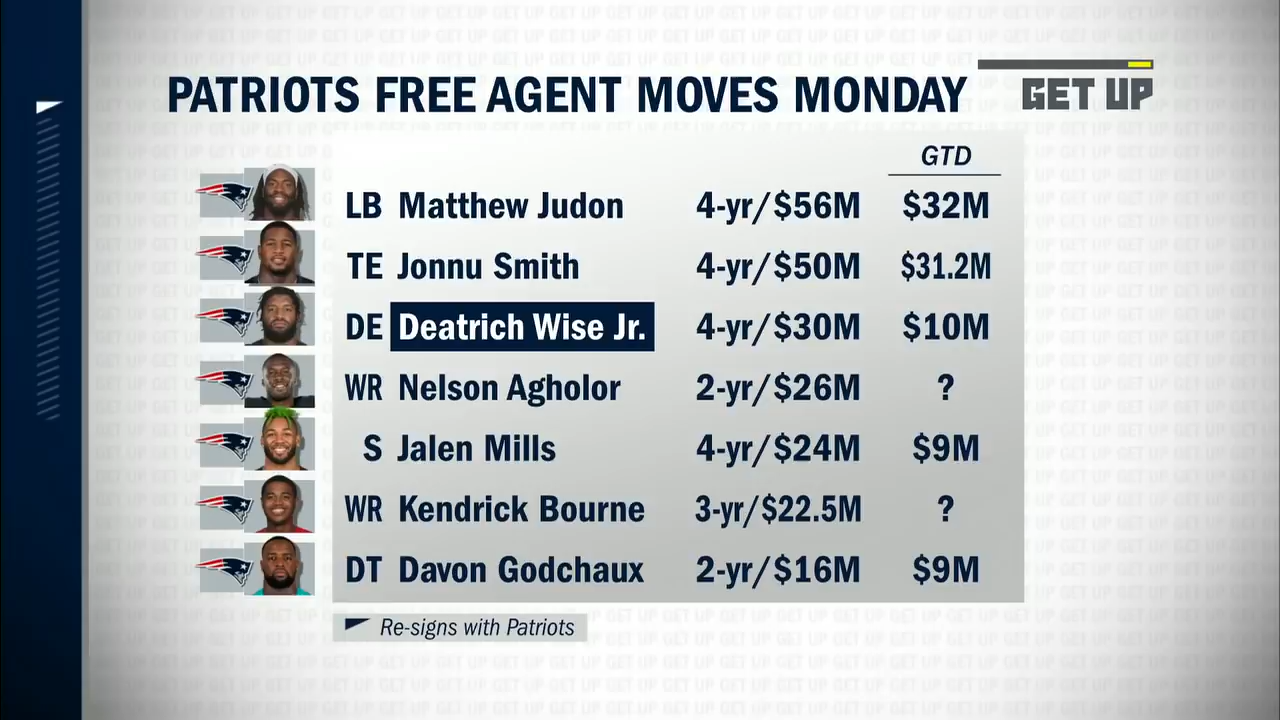 PATRIOTS FREE AGENT MOVES MONDAY GET UP
GTD
LB Matthew Judon 4-yr/$56M $32M
TE Jonnu Smith 4-yr/$50M $31.2M
DE Deatrich Wise Jr. 4-yr/$30M $10M
WR Nelson Agholor 2-yr/$26M ?
S Jalen Mills 4-yr/$24M $9M
WR Kendrick Bourne 3-yr/$22.5M ?
DT Davon Godchaux 2-yr/$16M $9M
Re-signs with Patriots